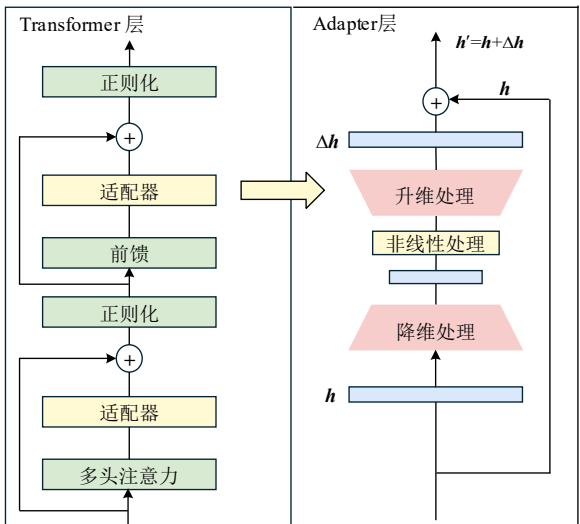 Transformer 层
正则化
+
适配器
前馈
正则化
+
适配器
多头注意力
Adapter层
h′=h+Δh
h
+
Δh
升维处理
非线性处理
降维处理
h